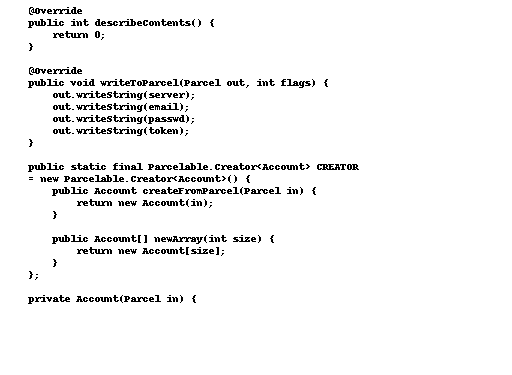 @Override
public int describeContents() {
    return 0;
}

@Override
public void writeToParcel(Parcel out, int flags) {
    out.writeString(server);
    out.writeString(email);
    out.writeString(passwd);
    out.writeString(token);
}

public static final Parcelable.Creator<Account> CREATOR
= new Parcelable.Creator<Account>() {
    public Account createFromParcel(Parcel in) {
        return new Account(in);
    }

    public Account[] newArray(int size) {
        return new Account[size];
    }
};

private Account(Parcel in) {